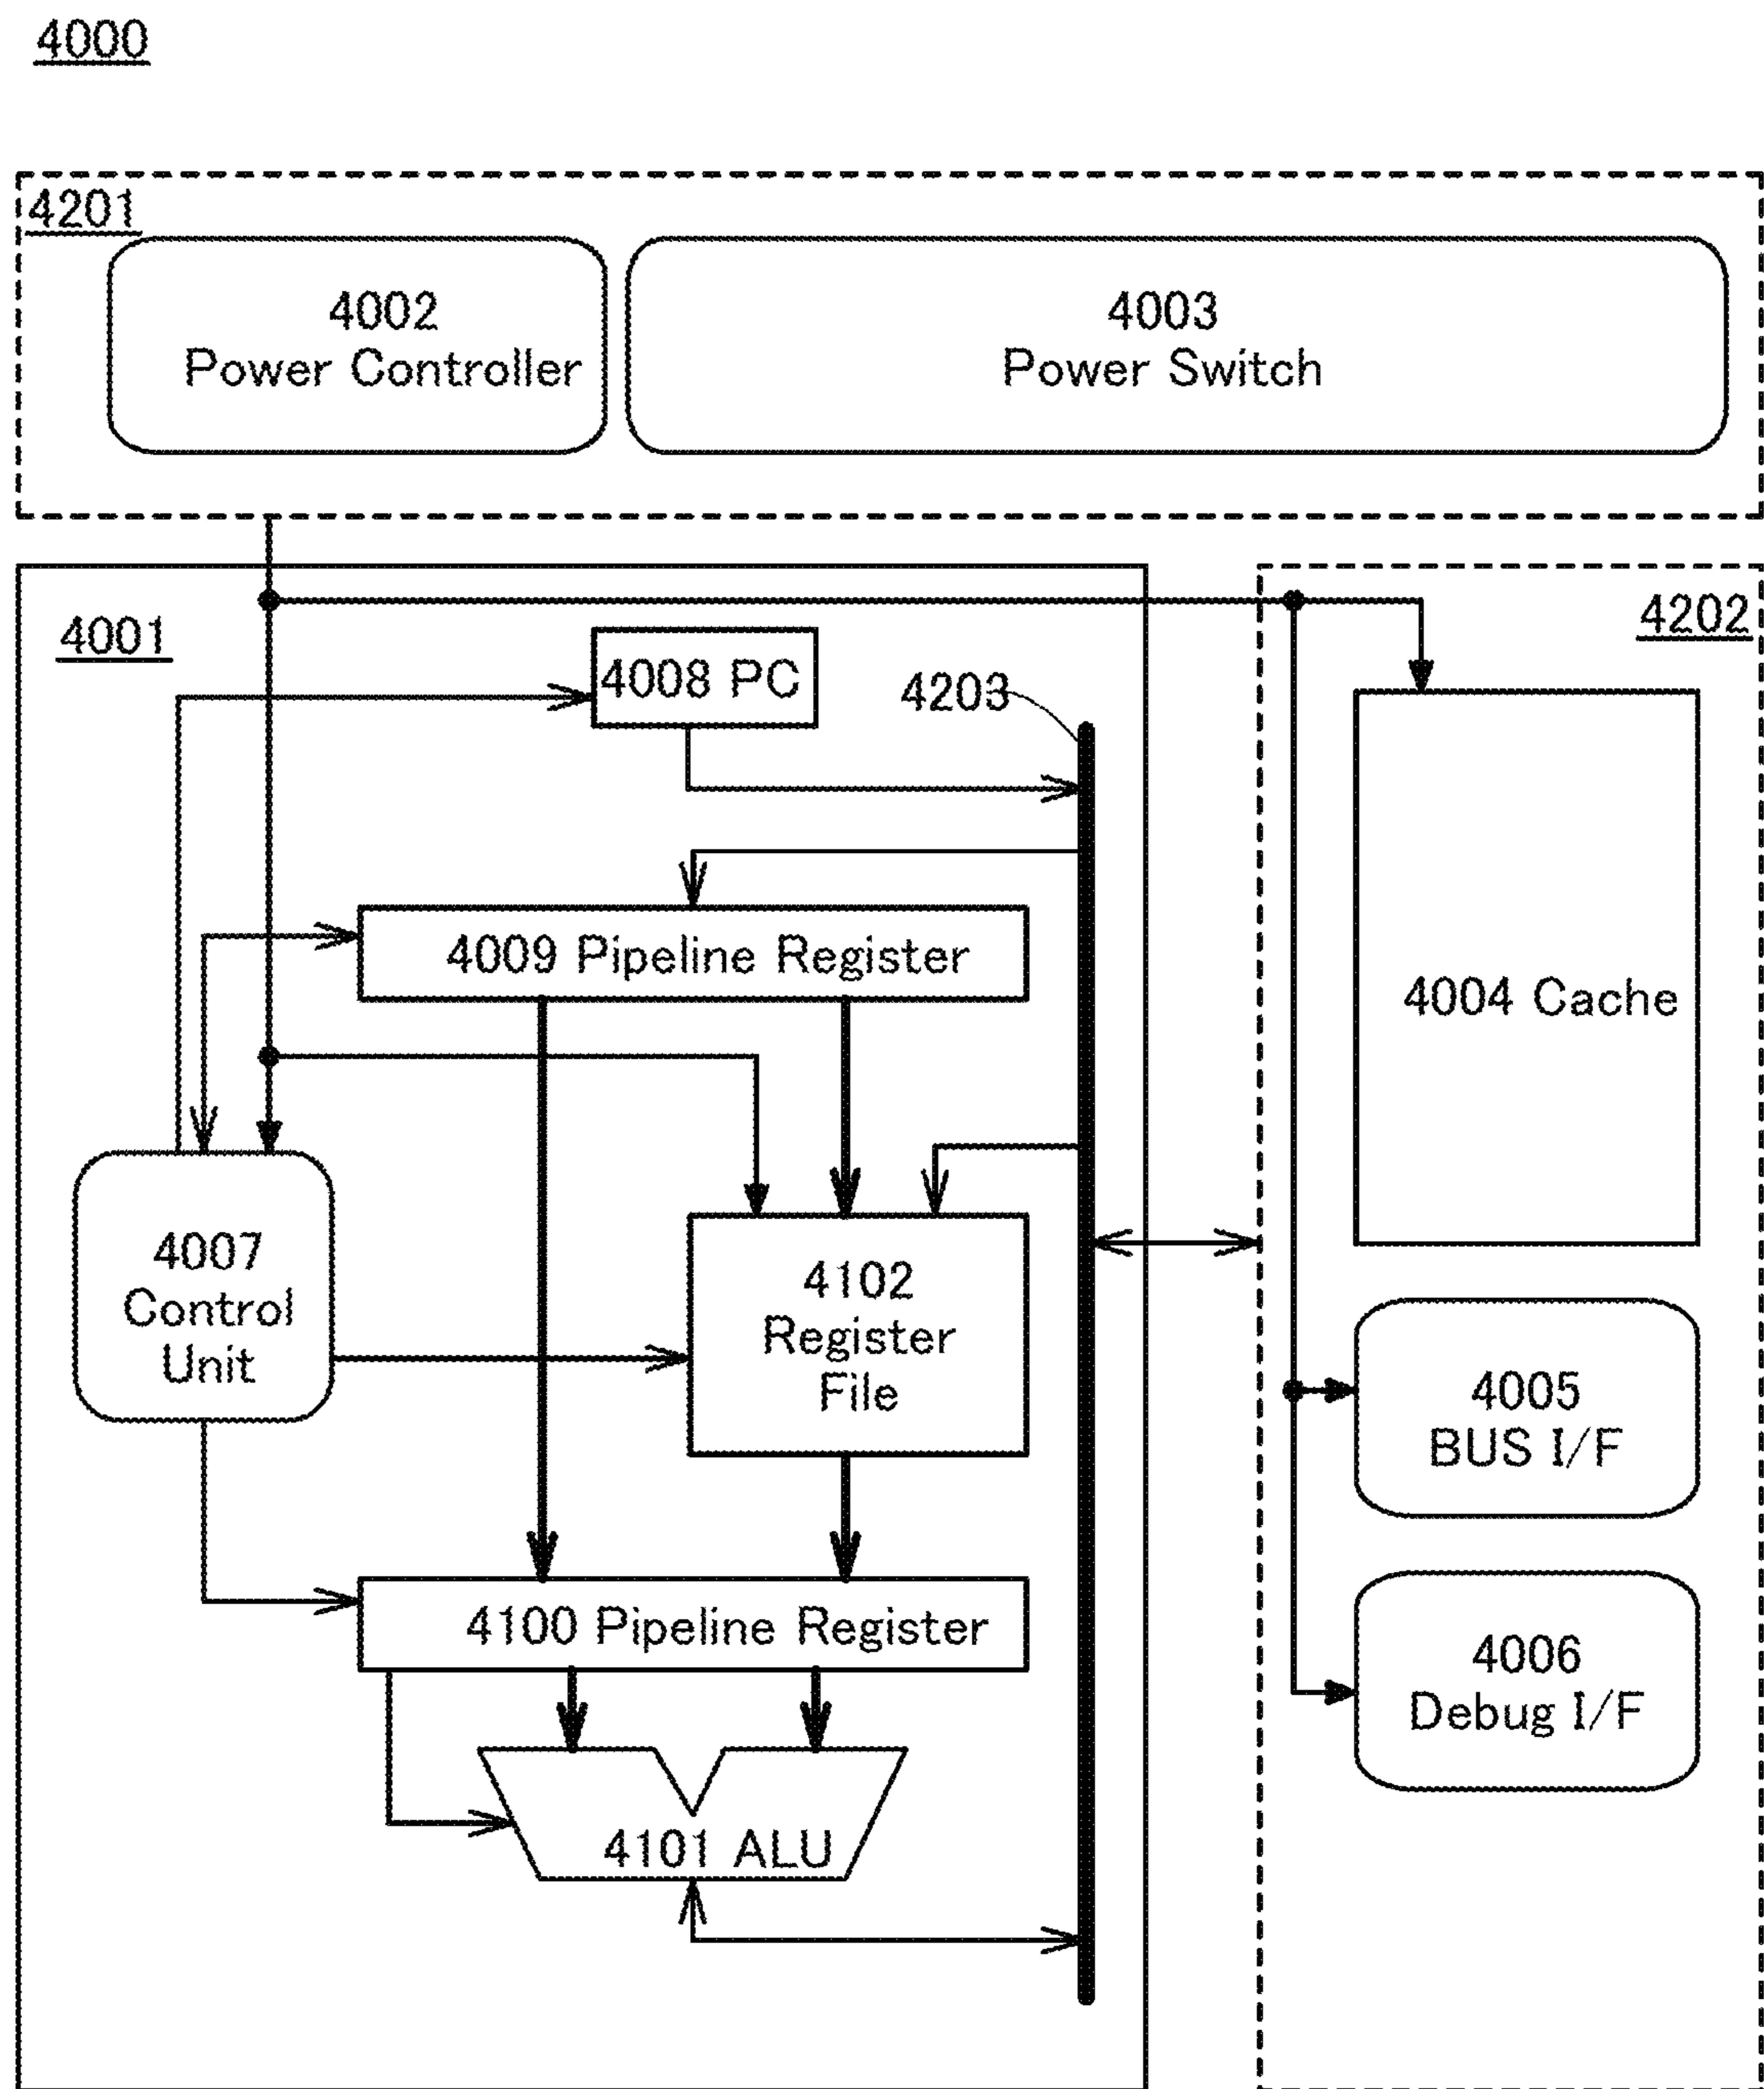 4000
4201
4002
Power Controller
4003
Power Switch
4001
4202
4008 PC
4203
4009 Pipeline Register
4004 Cache
4007
Control
Unit
4102
Register
File
4005
BUS I/F
4100 Pipeline Register
4006
Debug I/F
4101 ALU